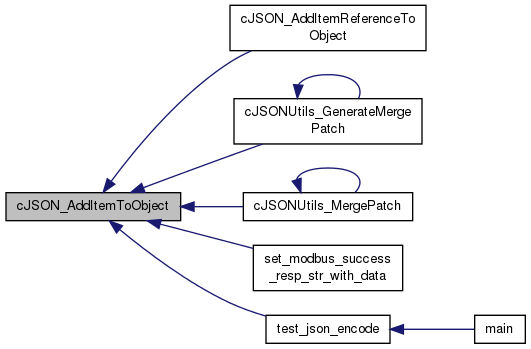 cJSON_AddItemReferenceTo
Object
cJSONUtils_GenerateMerge
Patch
cJSON_AddItemToObject
cJSONUtils_MergePatch
set_modbus_success
_resp_str_with_data
test_json_encode
main